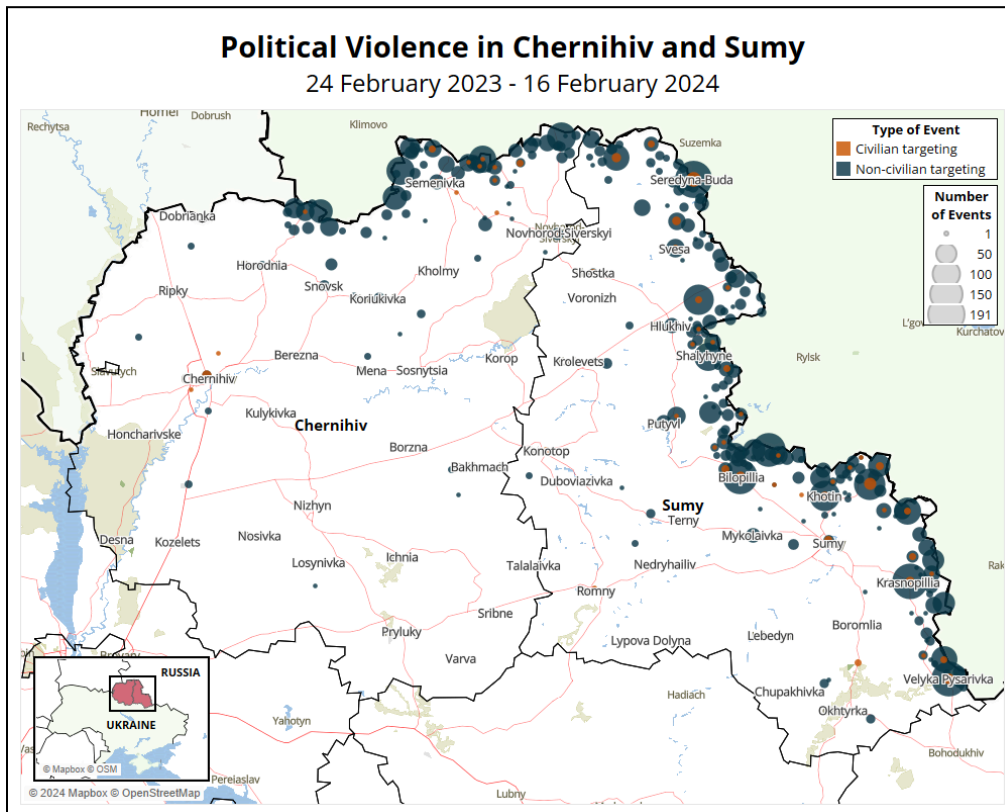 Political Violence in Chernihiv and Sumy
24 February 2023 - 16 February 2024
Type of Event
Civilian targeting
Non-civilian targeting
Number
of Events
1
50
100
150
191
Rechytsa
Homel
Dobrush
Klimovo
Suzemka
Semenivka
Seredyna-Buda
Dobrianka
Novhorod-Siverskyi
Novhorod-
Siverskyi
Svesa
Horodnia
Snovsk
Kholmy
Shostka
Ripky
Koriukivka
Voronizh
Hlukhiv
L'gov
Kurchatov
Berezna
Korop
Krolevets
Shalyhyne
Rylsk
Slavutych
Chernihiv
Mena
Sosnytsia
Kulykivka
Chernihiv
Putyvl
Honcharivske
Borzna
Bakhmach
Konotop
Duboviazivka
Bilopillia
Khotin
Nizhyn
Sumy
Terny
Desna
Kozelets
Nosivka
Mykolaivka
Sumy
Losynivka
Ichnia
Talalaivka
Nedryhailiv
Krasnopillia
Rak
Romny
Sribne
Boromlia
Pryluky
Lypova Dolyna
Lebedyn
Varva
Velyka Pysarivka
Brovary
Chupakhivka
Hadiach
Okhtyrka
RUSSIA
UKRAINE
Yahotyn
Bohodukhiv
© Mapbox © OSM
Pereiaslav
Lubny
© 2024 Mapbox © OpenStreetMap